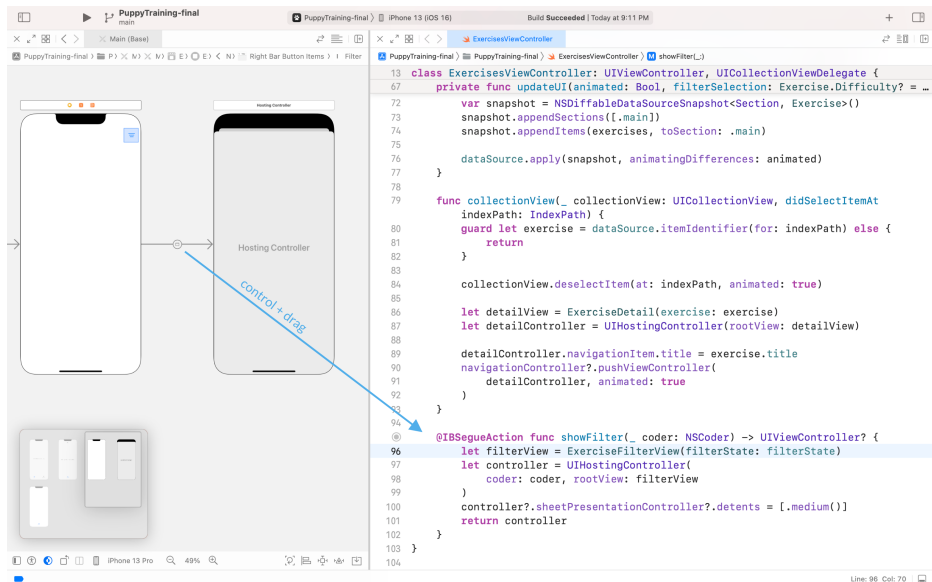 PuppyTraining-final
main
PuppyTraining-final
iPhone 13 (iOS 16)
Build Succeeded | Today at 9:11 PM
Main (Base)
ExercisesViewController
PuppyTraining-final
Right Bar Button Items
Filter
PuppyTraining-final
PuppyTraining-final
ExercisesViewController
showFilter(_:)
Hosting Controller
Hosting Controller
control + drag
iPhone 13 Pro
49%
13 class ExercisesViewController: UIViewController, UICollectionViewDelegate {
67 private func updateUI(animated: Bool, filterSelection: Exercise.Difficulty? = …
72 var snapshot = NSDiffableDataSourceSnapshot<Section, Exercise>()
73 snapshot.appendSections([.main])
74 snapshot.appendItems(exercises, toSection: .main)
75
76 dataSource.apply(snapshot, animatingDifferences: animated)
77 }
78
79 func collectionView(_ collectionView: UICollectionView, didSelectItemAt
indexPath: IndexPath) {
80 guard let exercise = dataSource.itemIdentifier(for: indexPath) else {
81 return
82 }
83
84 collectionView.deselectItem(at: indexPath, animated: true)
85
86 let detailView = ExerciseDetail(exercise: exercise)
87 let detailController = UIHostingController(rootView: detailView)
88
89 detailController.navigationItem.title = exercise.title
90 navigationController?.pushViewController(
91 detailController, animated: true
92 )
93 }
94
@IBSegueAction func showFilter(_ coder: NSCoder) -> UIViewController? {
96 let filterView = ExerciseFilterView(filterState: filterState)
97 let controller = UIHostingController(
98 coder: coder, rootView: filterView
99 )
100 controller?.sheetPresentationController?.detents = [.medium()]
101 return controller
102 }
103 }
104
Line: 96 Col: 70